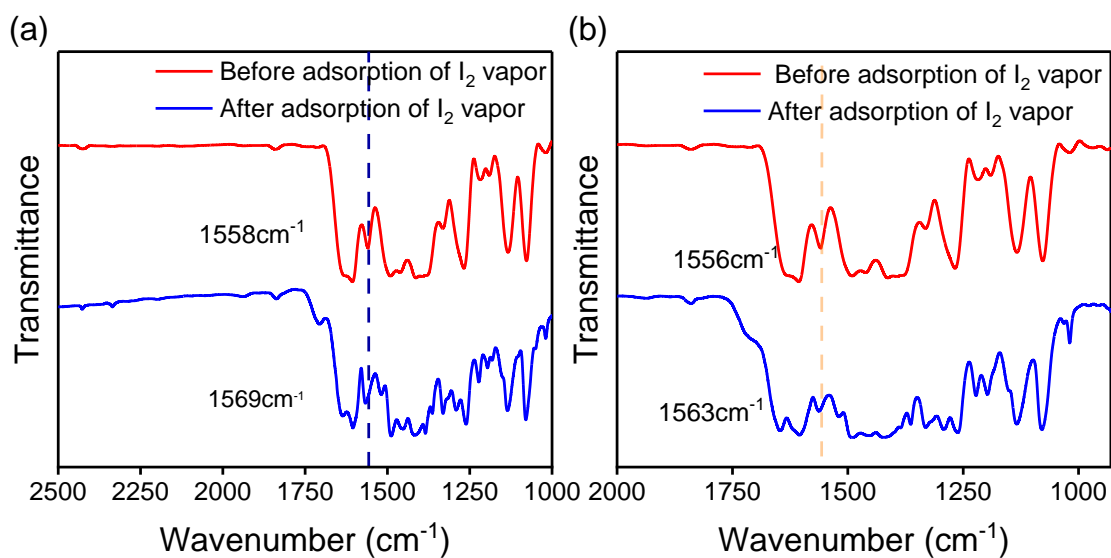 (a)
Before adsorption of I₂ vapor
After adsorption of I₂ vapor
Transmittance
1558cm⁻¹
1569cm⁻¹
2500 2250 2000 1750 1500 1250 1000
Wavenumber (cm⁻¹)
(b)
Before adsorption of I₂ vapor
After adsorption of I₂ vapor
Transmittance
1556cm⁻¹
1563cm⁻¹
2000 1750 1500 1250 1000
Wavenumber (cm⁻¹)